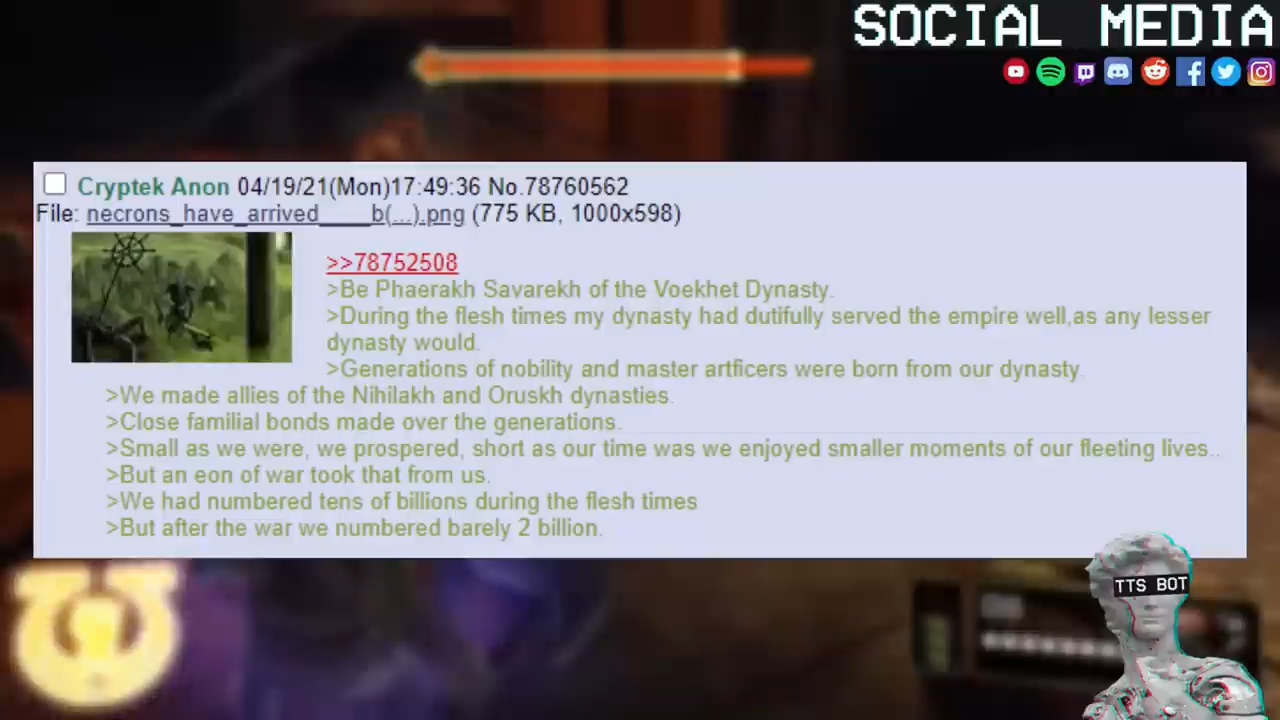 SOCIAL MEDIA
Cryptek Anon 04/19/21(Mon)17:49:36 No.78760562
File: necrons_have_arrived____b(...).png (775 KB, 1000x598)
>>78752508
>Be Phaerakh Savarekh of the Voekhet Dynasty.
>During the flesh times my dynasty had dutifully served the empire well,as any lesser
dynasty would.
>Generations of nobility and master artficers were born from our dynasty.
>We made allies of the Nihilakh and Oruskh dynasties.
>Close familial bonds made over the generations.
>Small as we were, we prospered, short as our time was we enjoyed smaller moments of our fleeting lives..
>But an eon of war took that from us.
>We had numbered tens of billions during the flesh times
>But after the war we numbered barely 2 billion.
TTS BOT